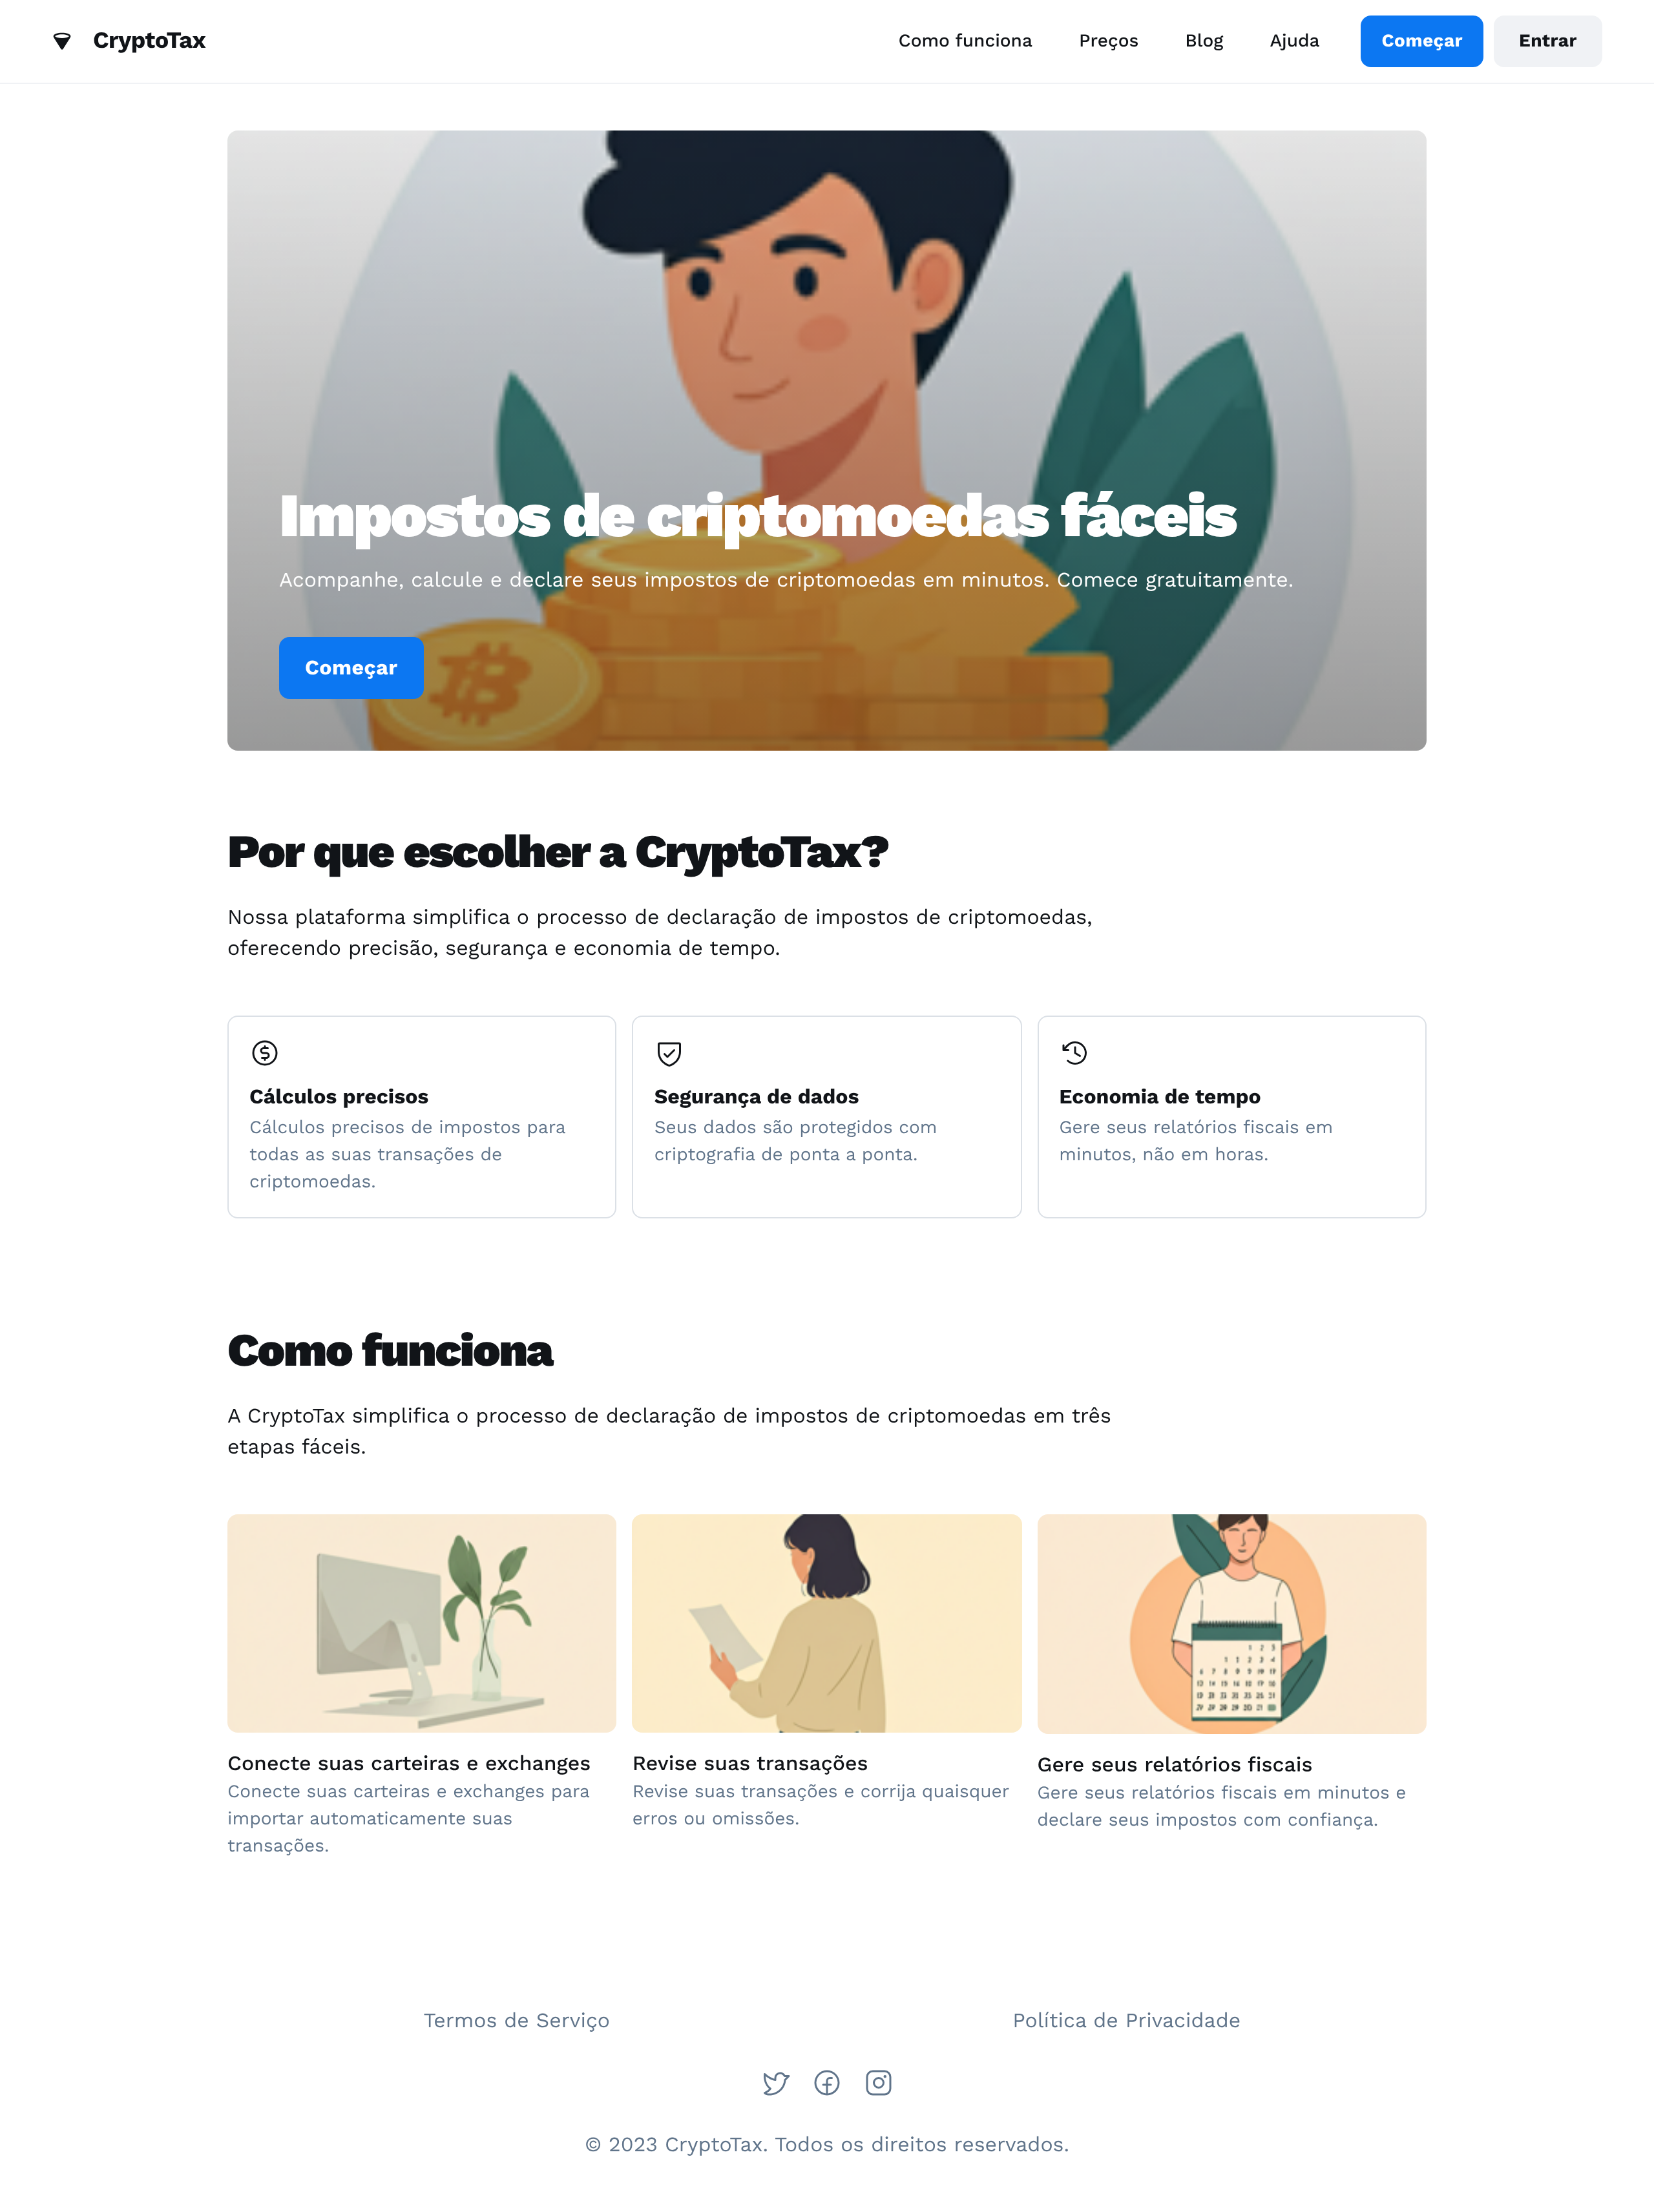 CryptoTax
Como funciona
Preços
Blog
Ajuda
Começar
Entrar
Impostos de criptomoedas fáceis
Acompanhe, calcule e declare seus impostos de criptomoedas em minutos. Comece gratuitamente.
Começar
Por que escolher a CryptoTax?
Nossa plataforma simplifica o processo de declaração de impostos de criptomoedas,
oferecendo precisão, segurança e economia de tempo.
Cálculos precisos
Cálculos precisos de impostos para
todas as suas transações de
criptomoedas.
Segurança de dados
Seus dados são protegidos com
criptografia de ponta a ponta.
Economia de tempo
Gere seus relatórios fiscais em
minutos, não em horas.
Como funciona
A CryptoTax simplifica o processo de declaração de impostos de criptomoedas em três
etapas fáceis.
Conecte suas carteiras e exchanges
Conecte suas carteiras e exchanges para
importar automaticamente suas
transações.
Revise suas transações
Revise suas transações e corrija quaisquer
erros ou omissões.
Gere seus relatórios fiscais
Gere seus relatórios fiscais em minutos e
declare seus impostos com confiança.
Termos de Serviço
Política de Privacidade
© 2023 CryptoTax. Todos os direitos reservados.